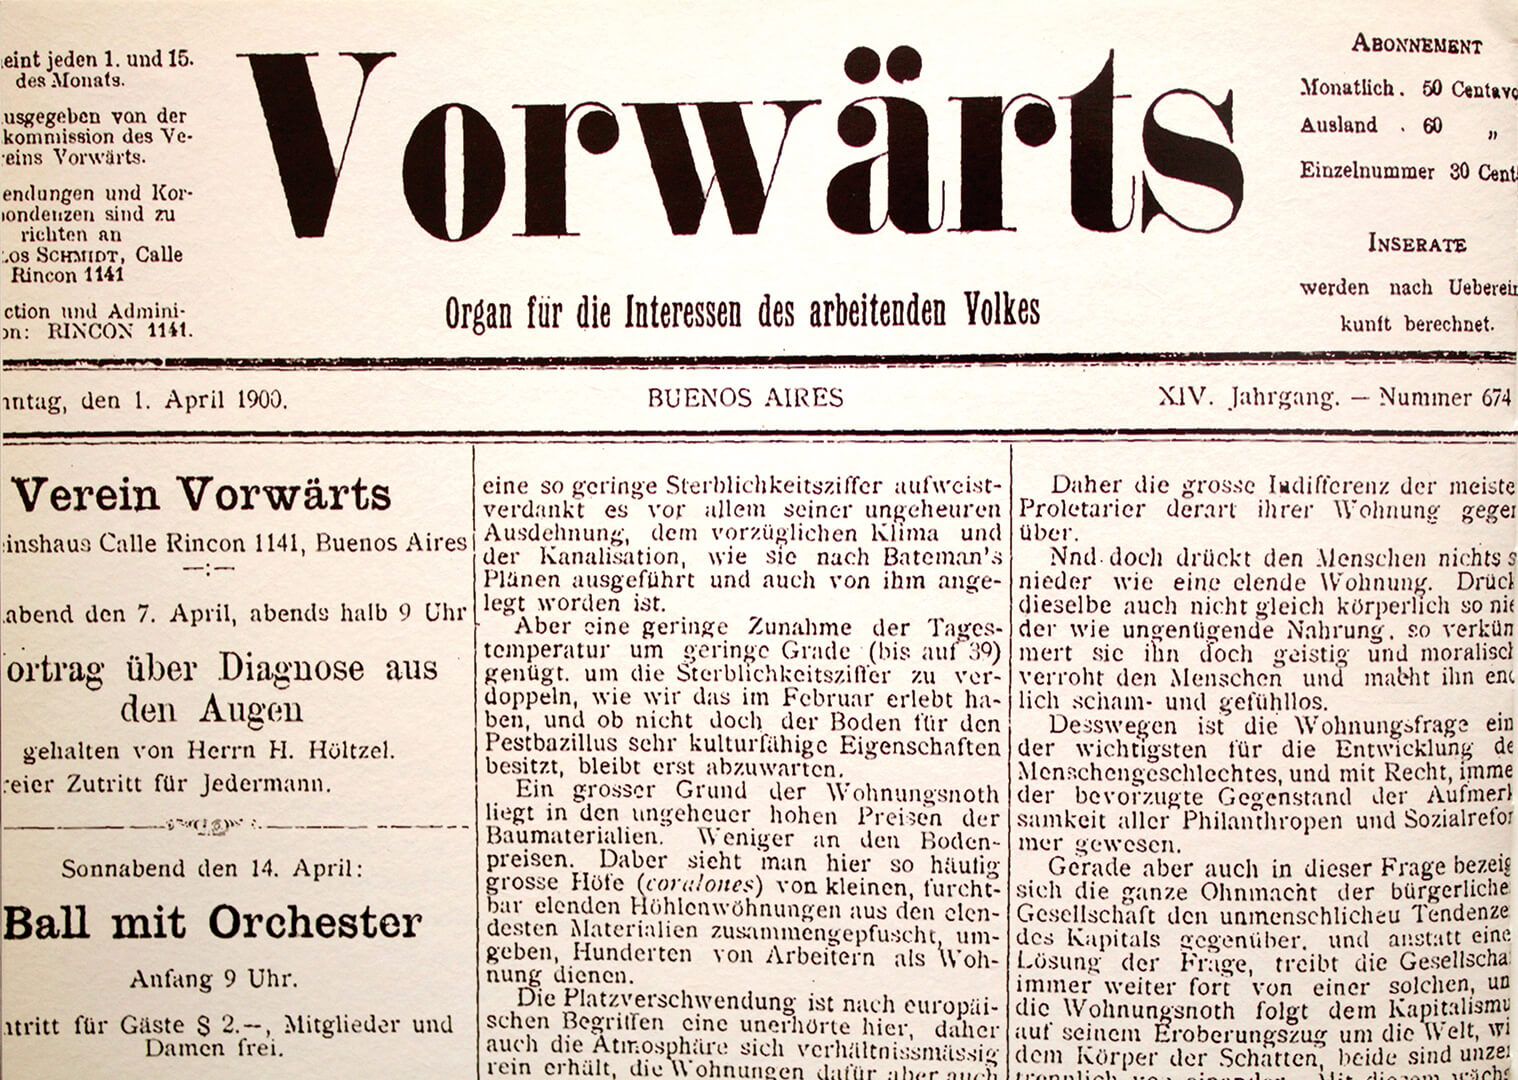 eint jeden 1. und 15.
des Monats.
usgegeben von der
kommission des Ve-
eins Vorwärts.
endungen und Kor-
ondenzen sind zu
richten an
los SCHMIDT, Calle
Rincon 1141
ction und Admini-
on: RINCON 1141.
Vorwärts
Organ für die Interessen des arbeitenden Volkes
ABONNEMENT
Monatlich . 50 Centavo
Ausland . 60 „
Einzelnummer 30 Cent
INSERATE
werden nach Ueberein
kunft berechnet.
nntag, den 1. April 1900.
BUENOS AIRES
XIV. Jahrgang. — Nummer 674
Verein Vorwärts
einshaus Calle Rincon 1141, Buenos Aires
—:—
abend den 7. April, abends halb 9 Uhr
ortrag über Diagnose aus
den Augen
gehalten von Herrn H. Höltzel.
reier Zutritt für Jedermann.
Sonnabend den 14. April:
Ball mit Orchester
Anfang 9 Uhr.
ntritt für Gäste $ 2.—, Mitglieder und
Damen frei.
eine so geringe Sterblichkeitsziffer aufweist-
verdankt es vor allem seiner ungeheuren
Ausdehnung, dem vorzüglichen Klima und
der Kanalisation, wie sie nach Bateman's
Plänen ausgeführt und auch von ihm ange-
legt worden ist.
Aber eine geringe Zunahme der Tages-
temperatur um geringe Grade (bis auf 39)
genügt. um die Sterblichkeitsziffer zu ver-
doppeln, wie wir das im Februar erlebt ha-
ben, und ob nicht doch der Boden für den
Pestbazillus sehr kulturfähige Eigenschaften
besitzt, bleibt erst abzuwarten.
Ein grosser Grund der Wohnungsnoth
liegt in den ungeheuer hohen Preisen der
Baumaterialien. Weniger an den Boden-
preisen. Daber sieht man hier so häufig
grosse Höfe (coralones) von kleinen, furcht-
bar elenden Höhlenwöhnungen aus den elen-
desten Materialien zusammengepfuscht, um-
geben, Hunderten von Arbeitern als Woh-
nung dienen.
Die Platzverschwendung ist nach europäi-
schen Begriffen eine unerhörte hier, daher
auch die Atmosphäre sich verhältnissmässig
rein erhält, die Wohnungen dafür aber auch
Daher die grosse Indifferenz der meiste
Proletarier derart ihrer Wohnung gegen
über.
Nnd doch drückt den Menschen nichts s
nieder wie eine elende Wohnung. Drück
dieselbe auch nicht gleich körperlich so nie
der wie ungenügende Nahrung, so verküm
mert sie ihn doch geistig und moralisch
verroht den Menschen und macht ihn end
lich scham- und gefühllos.
Desswegen ist die Wohnungsfrage ein
der wichtigsten für die Entwicklung de
Menschengeschlechtes, und mit Recht, imme
der bevorzugte Gegenstand der Aufmerk
samkeit aller Philanthropen und Sozialrefor
mer gewesen.
Gerade aber auch in dieser Frage bezeig
sich die ganze Ohnmacht der bürgerliche
Gesellschaft den unmenschlicheu Tendenze
des Kapitals gegenüber, und anstatt eine
Lösung der Frage, treibt die Gesellscha
immer weiter fort von einer solchen, un
die Wohnungsnoth folgt dem Kapitalismu
auf seinem Eroberungszug um die Welt, wi
dem Körper der Schatten, beide sind unzer